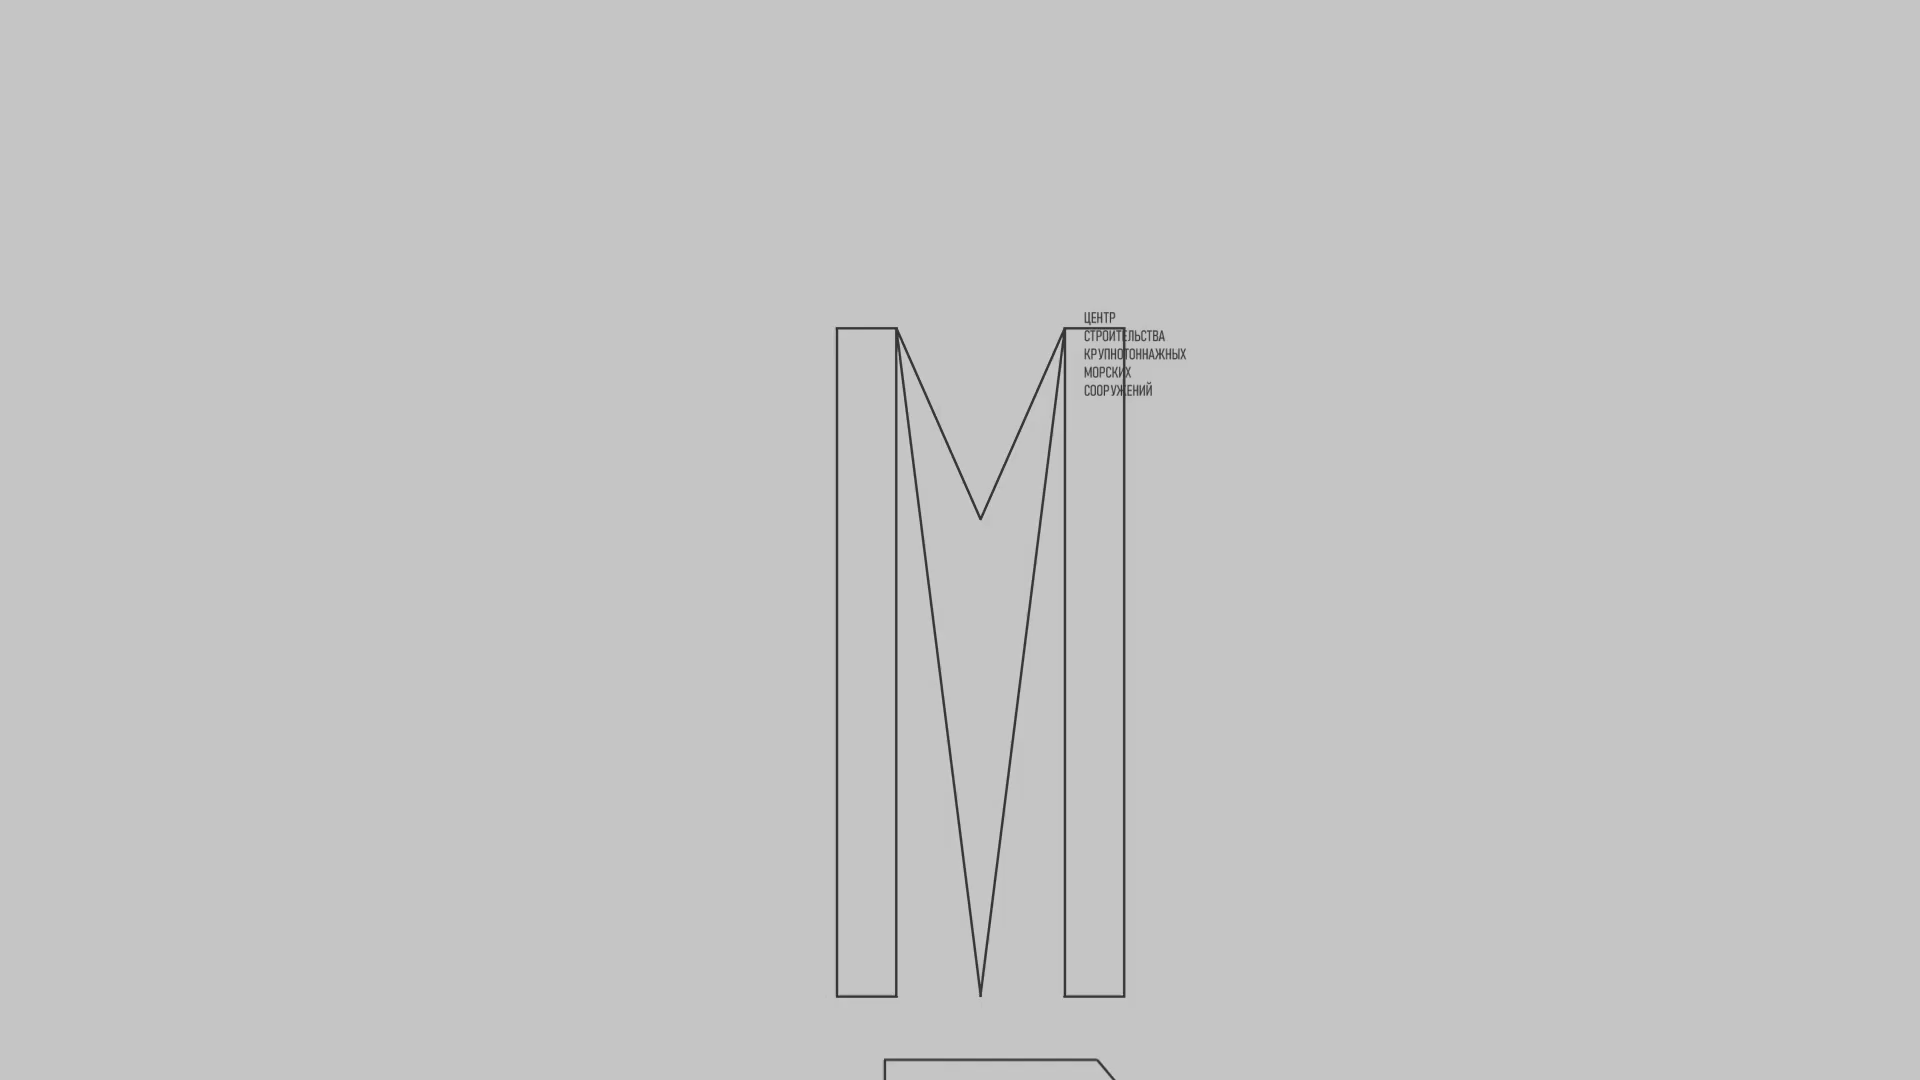 ЦЕНТР
СТРОИТЕЛЬСТВА
КРУПНОТОННАЖНЫХ
МОРСКИХ
СООРУЖЕНИЙ
М